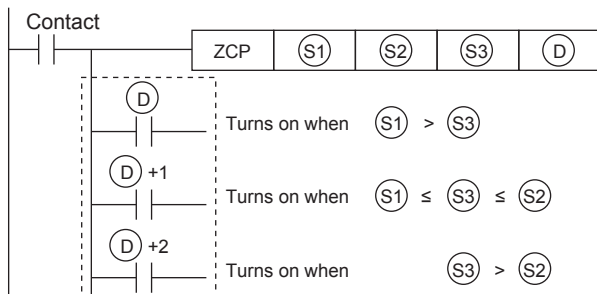 Contact
ZCP S1 S2 S3 D
D
Turns on when S1 > S3
D +1
Turns on when S1 ≤ S3 ≤ S2
D +2
Turns on when S3 > S2